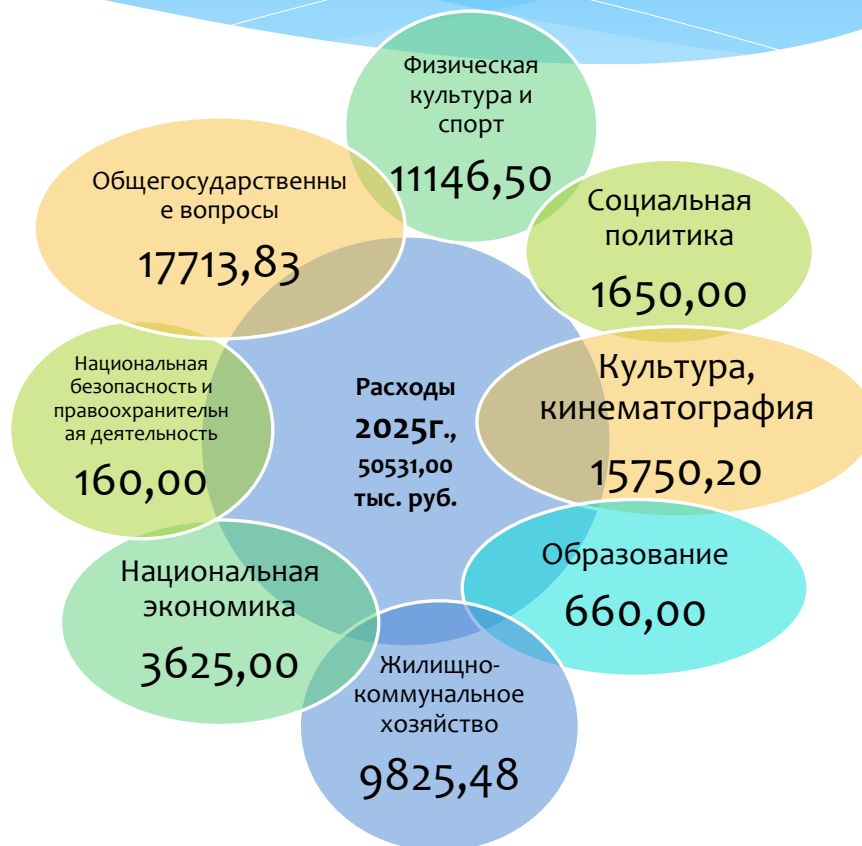 Физическая
культура и
спорт
11146,50
Социальная
политика
1650,00
Культура,
кинематография
15750,20
Образование
660,00
Жилищно-
коммунальное
хозяйство
9825,48
Национальная
экономика
3625,00
Национальная
безопасность и
правоохранительн
ая деятельность
160,00
Общегосударственны
е вопросы
17713,83
Расходы
2025г.,
50531,00
тыс. руб.